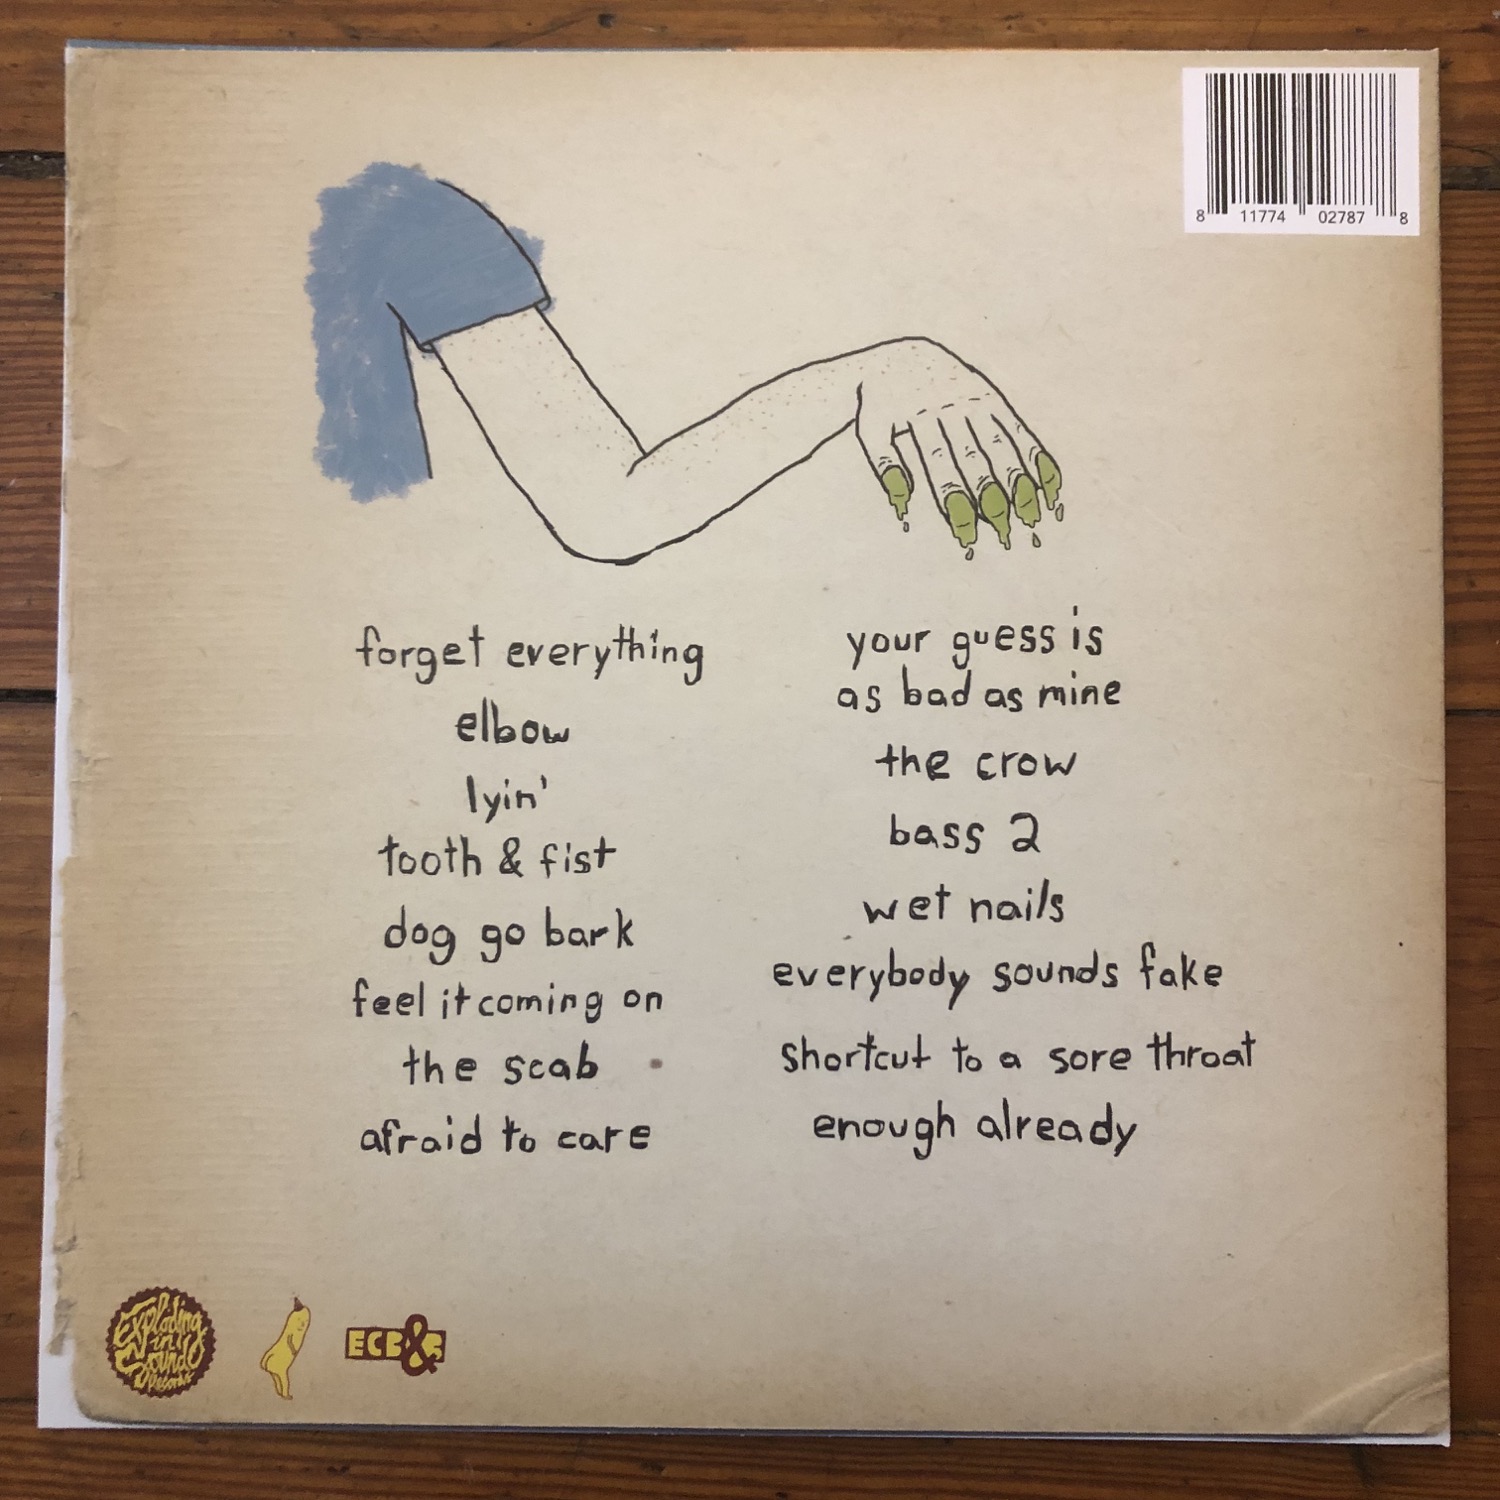 8 11774 02787 8
forget everything
elbow
lyin'
tooth & fist
dog go bark
feel it coming on
the scab
afraid to care
your guess is
as bad as mine
the crow
bass 2
wet nails
everybody sounds fake
shortcut to a sore throat
enough already
Exploding
in
Sound
Records